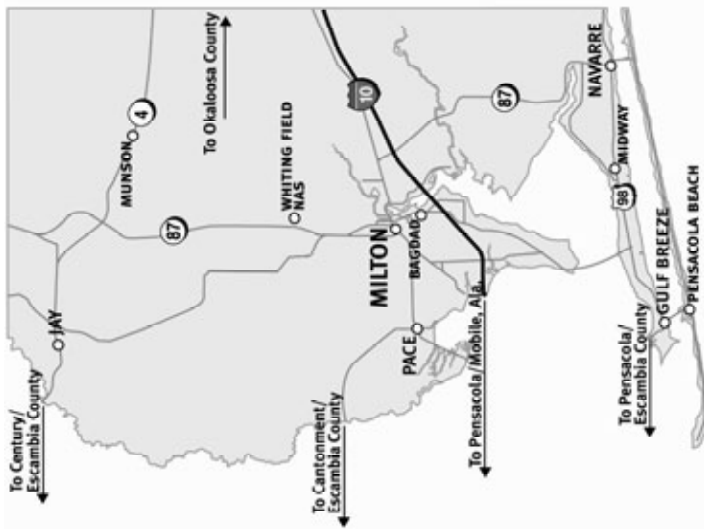 To Century/
Escambia County
JAY
MUNSON
4
To Okaloosa County
87
WHITING FIELD
NAS
To Cantonment/
Escambia County
PACE
MILTON
BAGDAD
10
87
To Pensacola/Mobile, Ala.
NAVARRE
MIDWAY
98
To Pensacola/
Escambia County
GULF BREEZE
PENSACOLA BEACH